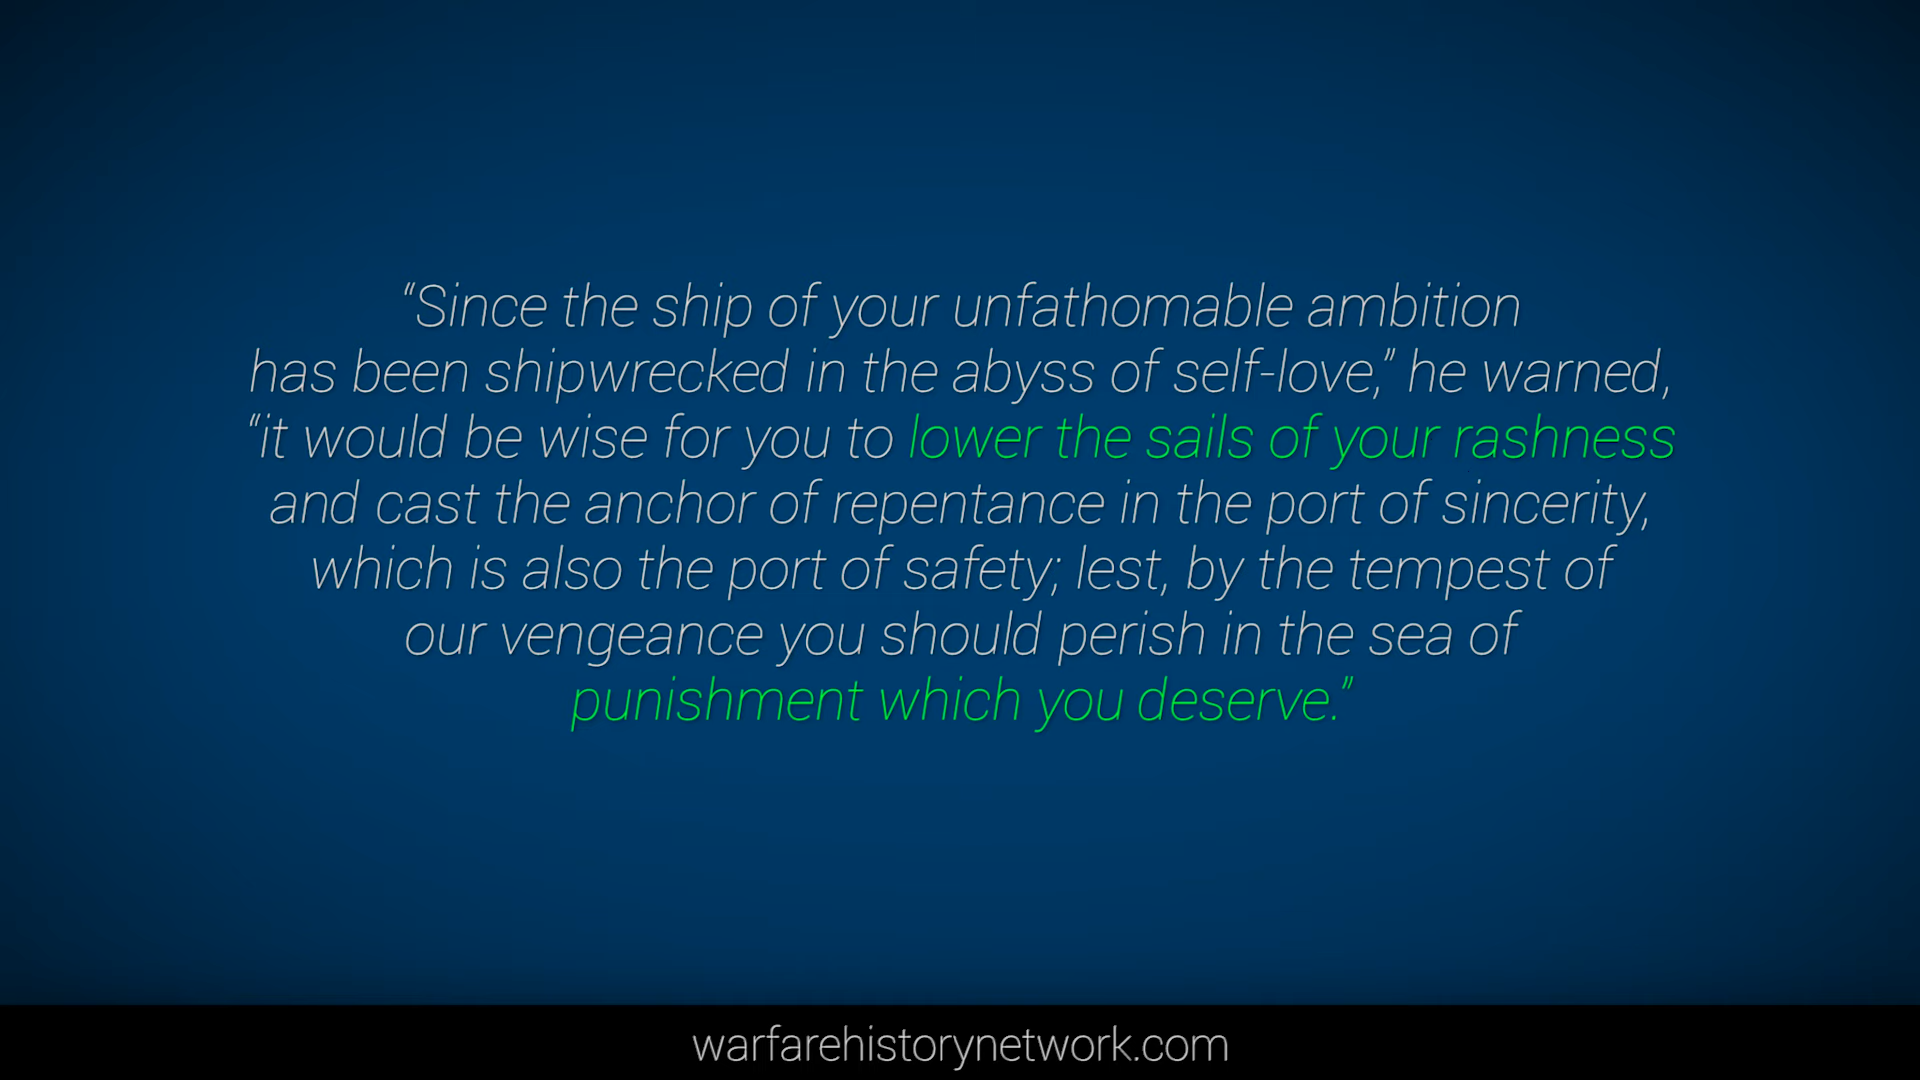 “Since the ship of your unfathomable ambition
has been shipwrecked in the abyss of self-love,” he warned,
“it would be wise for you to lower the sails of your rashness
and cast the anchor of repentance in the port of sincerity,
which is also the port of safety; lest, by the tempest of
our vengeance you should perish in the sea of
punishment which you deserve.”
warfarehistorynetwork.com